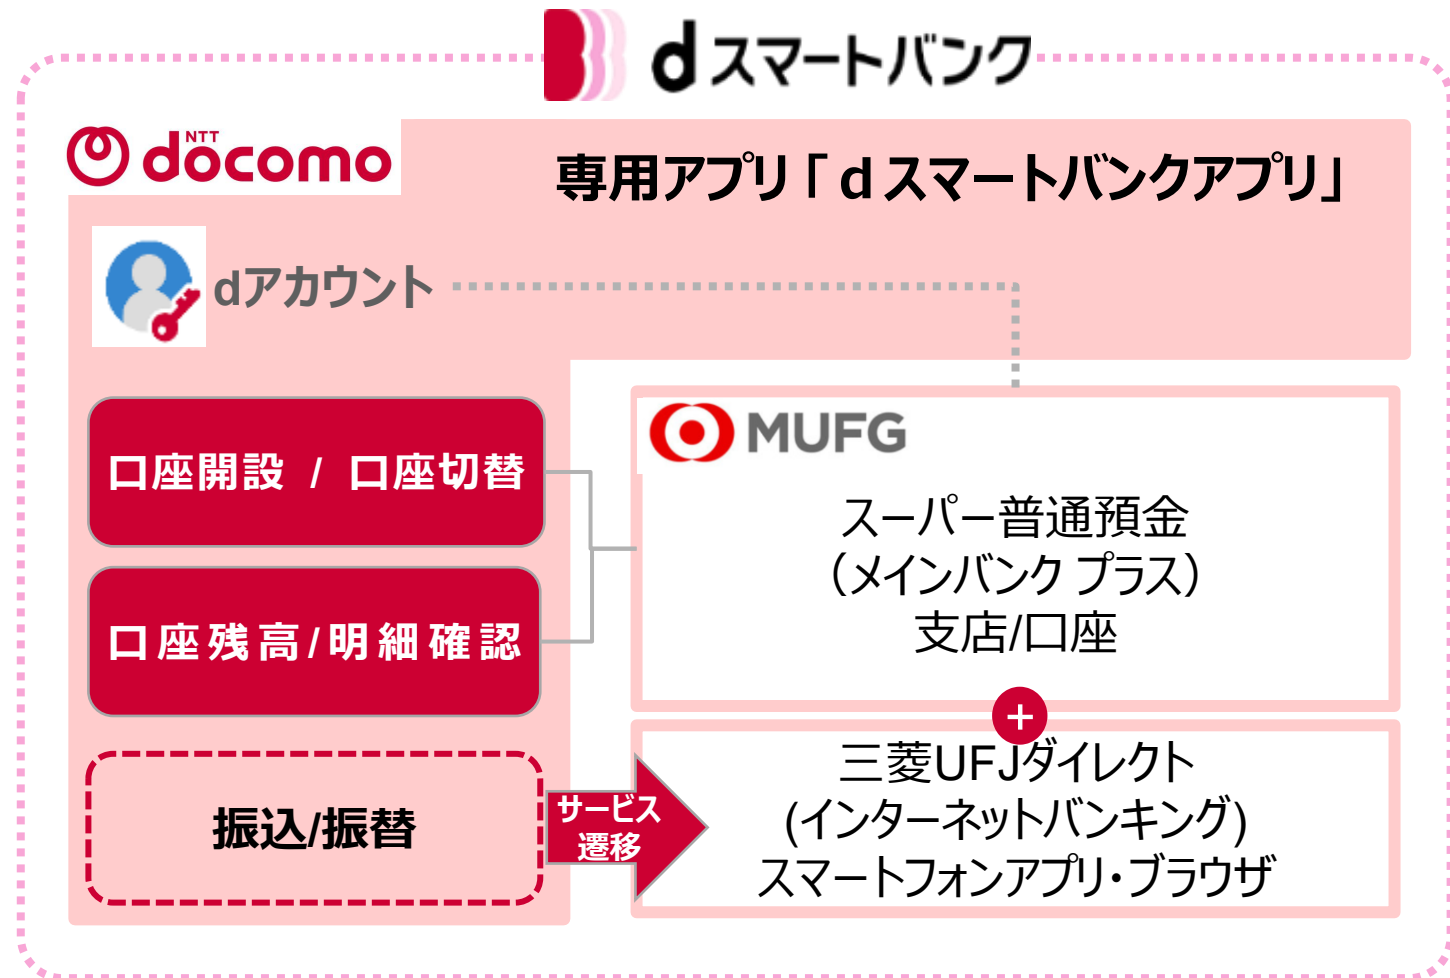 dスマートバンク
NTT
docomo
専用アプリ「dスマートバンクアプリ」
dアカウント
口座開設 / 口座切替
口座残高/明細確認
振込/振替
サービス
遷移
MUFG
スーパー普通預金
（メインバンク プラス）
支店/口座
+
三菱UFJダイレクト
(インターネットバンキング)
スマートフォンアプリ・ブラウザ